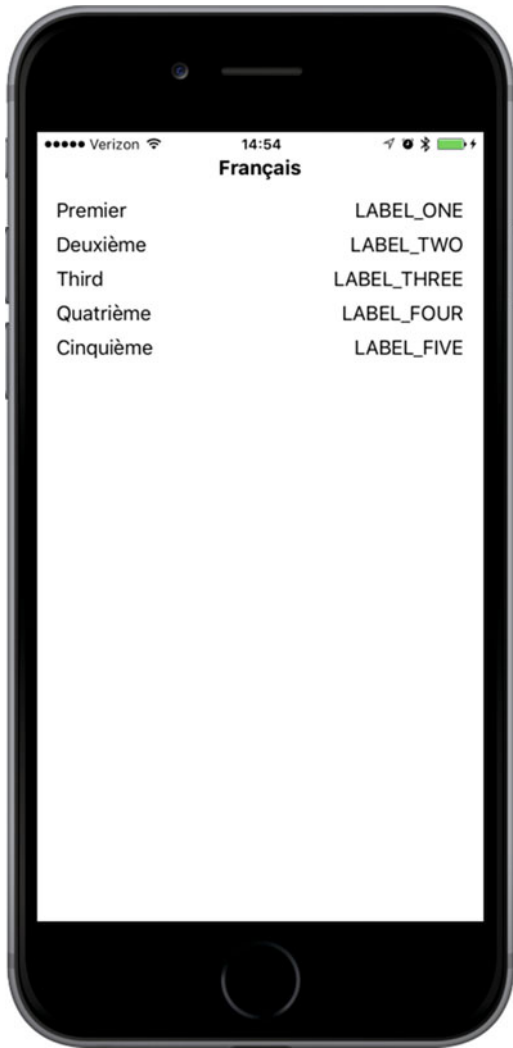 Verizon 14:54
Français
Premier LABEL_ONE
Deuxième LABEL_TWO
Third LABEL_THREE
Quatrième LABEL_FOUR
Cinquième LABEL_FIVE